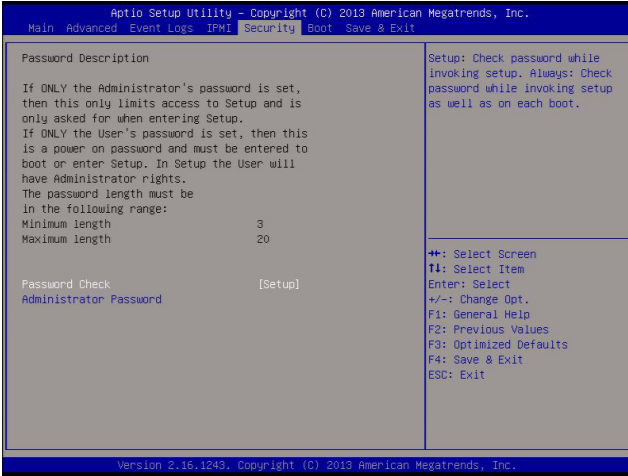 Aptio Setup Utility – Copyright (C) 2013 American Megatrends, Inc.
Main Advanced Event Logs IPMI Security Boot Save & Exit
Password Description
If ONLY the Administrator's password is set,
then this only limits access to Setup and is
only asked for when entering Setup.
If ONLY the User's password is set, then this
is a power on password and must be entered to
boot or enter Setup. In Setup the User will
have Administrator rights.
The password length must be
in the following range:
Minimum length 3
Maximum length 20
Password Check [Setup]
Administrator Password
Setup: Check password while
invoking setup. Always: Check
password while invoking setup
as well as on each boot.
→←: Select Screen
↑↓: Select Item
Enter: Select
+/-: Change Opt.
F1: General Help
F2: Previous Values
F3: Optimized Defaults
F4: Save & Exit
ESC: Exit
Version 2.16.1243. Copyright (C) 2013 American Megatrends, Inc.